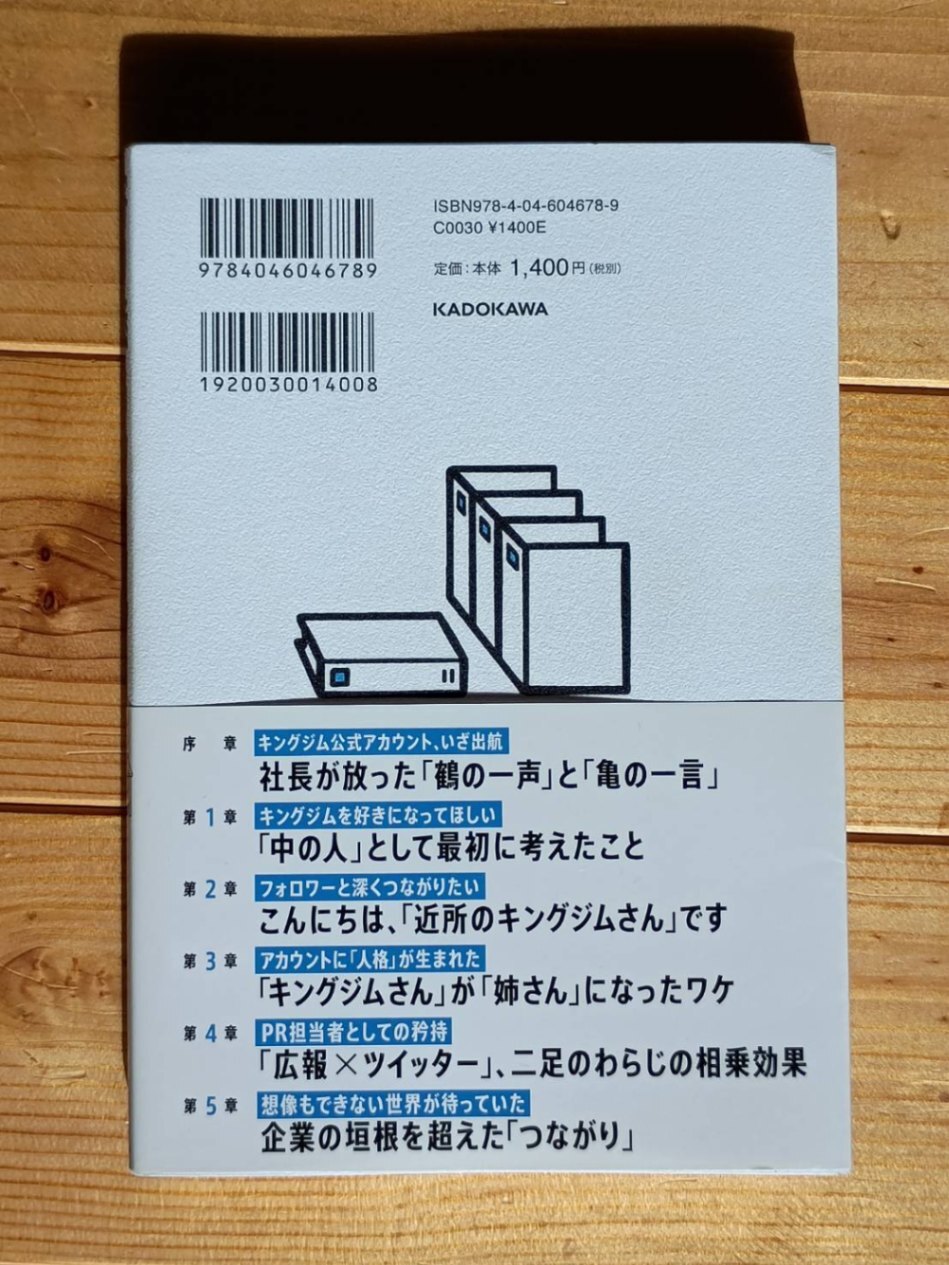 9784046046789
1920030014008
ISBN978-4-04-604678-9
C0030 ¥1400E
定価:本体 1,400円(税別)
KADOKAWA
序章 キングジム公式アカウント、いざ出航
社長が放った「鶴の一声」と「亀の一言」
第1章 キングジムを好きになってほしい
「中の人」として最初に考えたこと
第2章 フォロワーと深くつながりたい
こんにちは、「近所のキングジムさん」です
第3章 アカウントに「人格」が生まれた
「キングジムさん」が「姉さん」になったワケ
第4章 PR担当者としての矜持
「広報×ツイッター」、二足のわらじの相乗効果
第5章 想像もできない世界が待っていた
企業の垣根を超えた「つながり」